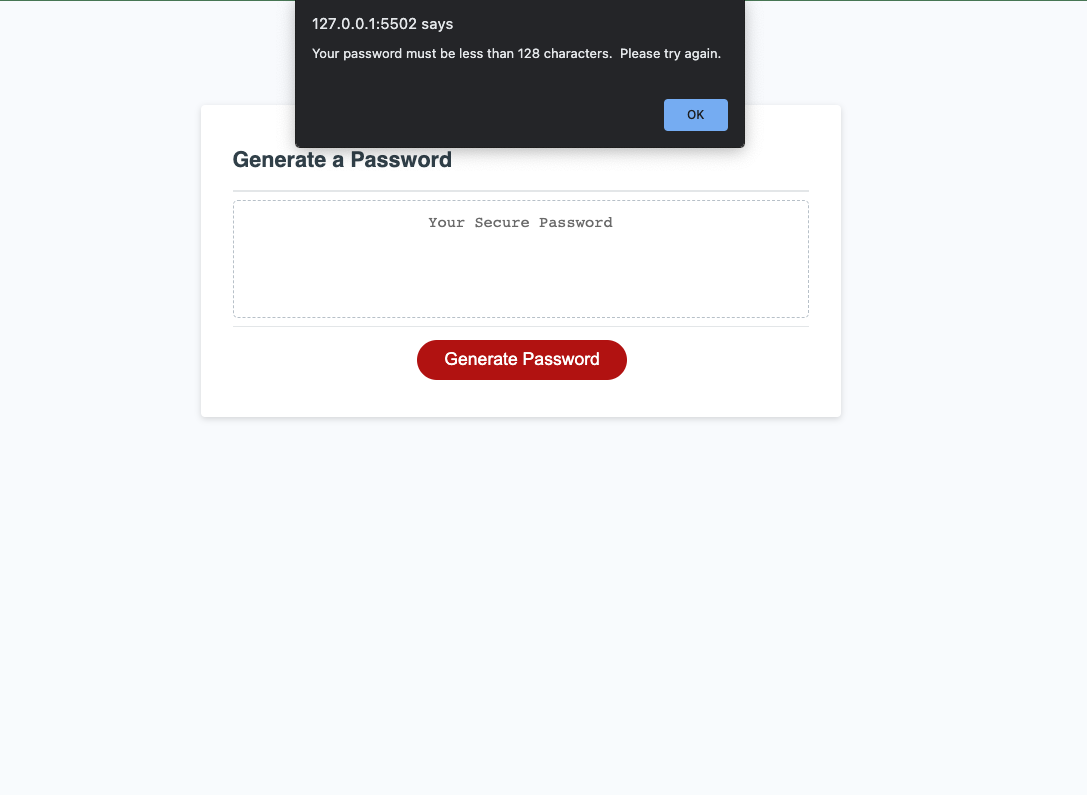 127.0.0.1:5502 says
Your password must be less than 128 characters.  Please try again.
OK
Generate a Password
Your Secure Password
Generate Password